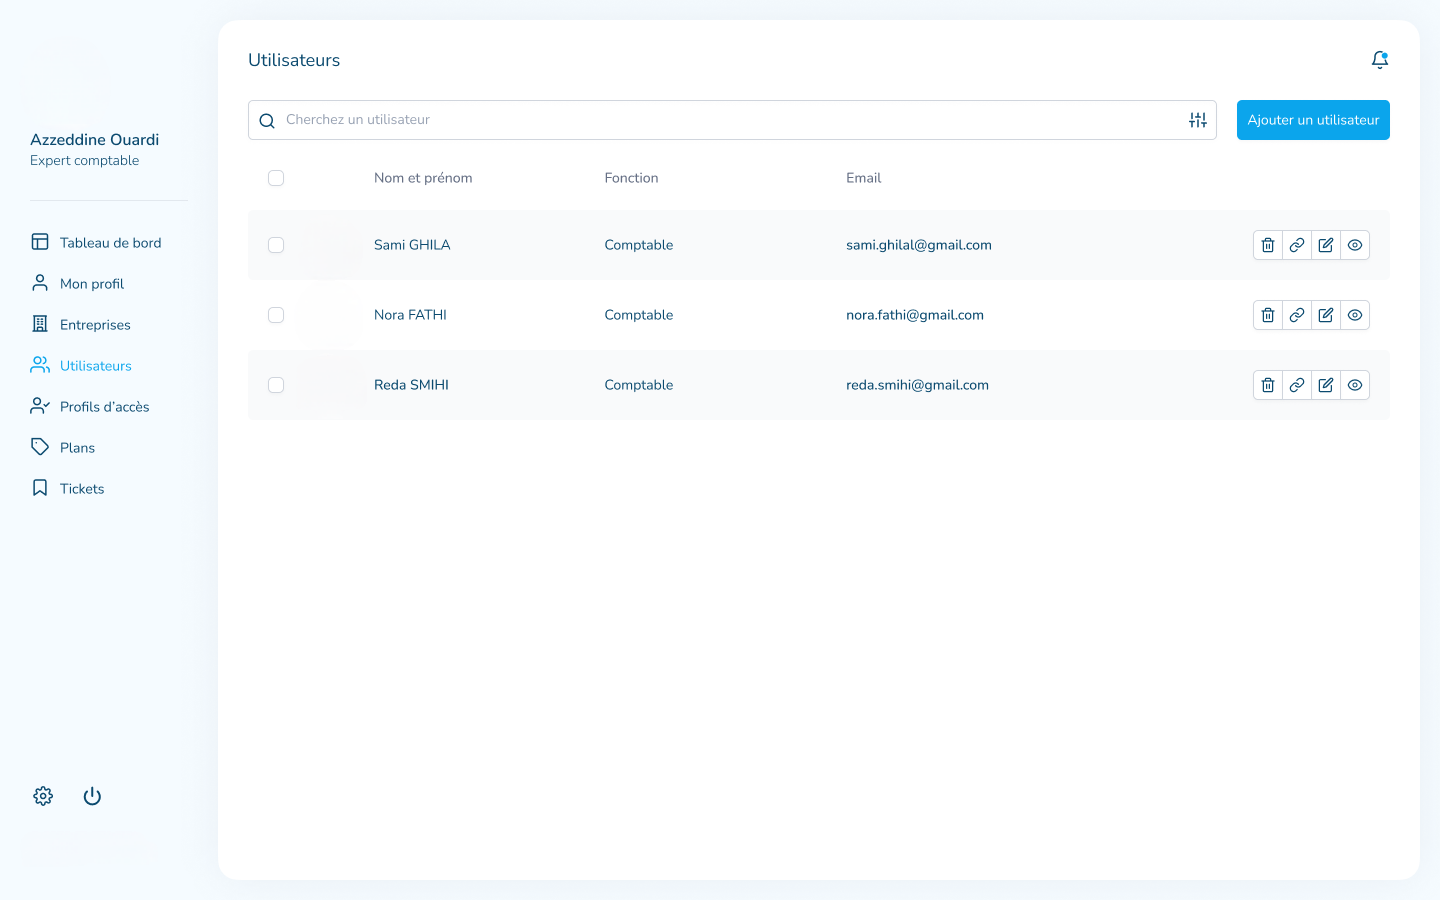 Azzeddine Ouardi
Expert comptable
Tableau de bord
Mon profil
Entreprises
Utilisateurs
Profils d’accès
Plans
Tickets
Utilisateurs
Cherchez un utilisateur
Ajouter un utilisateur
Nom et prénom Fonction Email
Sami GHILA Comptable sami.ghilal@gmail.com
Nora FATHI Comptable nora.fathi@gmail.com
Reda SMIHI Comptable reda.smihi@gmail.com